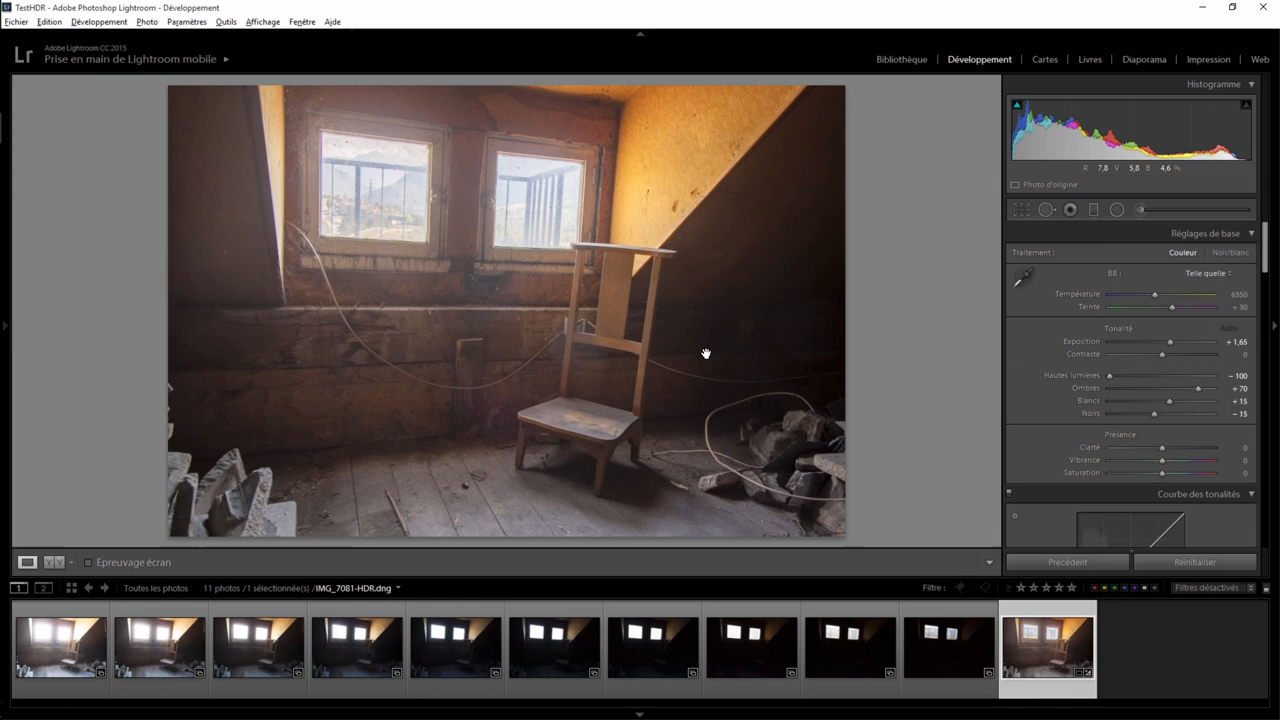 TestHDR - Adobe Photoshop Lightroom - Développement
Fichier Edition Développement Photo Paramètres Outils Affichage Fenêtre Aide
Lr
Adobe Lightroom CC 2015
Prise en main de Lightroom mobile
Bibliothèque | Développement | Cartes | Livres | Diaporama | Impression | Web
Histogramme
R 7,8 V 5,8 B 4,6 %
Photo d'origine
Réglages de base
Traitement : Couleur Noir/blanc
BB : Telle quelle
Température 6350
Teinte + 30
Tonalité Auto
Exposition + 1,65
Contraste 0
Hautes lumières − 100
Ombres + 70
Blancs + 15
Noirs − 15
Présence
Clarté 0
Vibrance 0
Saturation 0
Courbe des tonalités
Y Y Epreuvage écran
Précédent Réinitialiser
1 2 Toutes les photos 11 photos /1 sélectionnée(s) /IMG_7081-HDR.dng
Filtre : Filtres désactivés